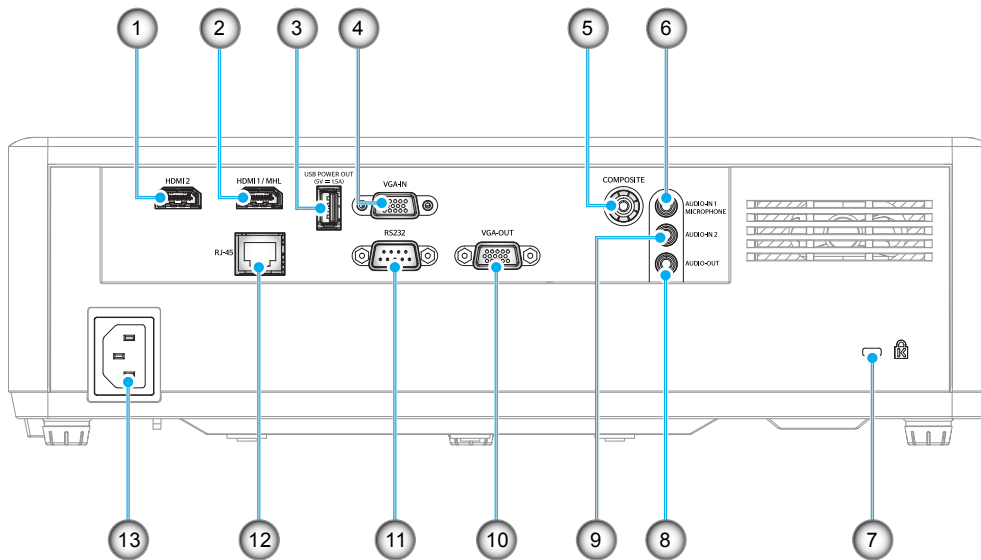 1
2
3
4
5
6
HDMI 2
HDMI 1 / MHL
USB POWER OUT
(5V ⎓ 1.5A)
VGA-IN
COMPOSITE
AUDIO-IN 1
MICROPHONE
AUDIO-IN 2
AUDIO-OUT
RJ-45
RS232
VGA-OUT
K
13
12
11
10
9
8
7